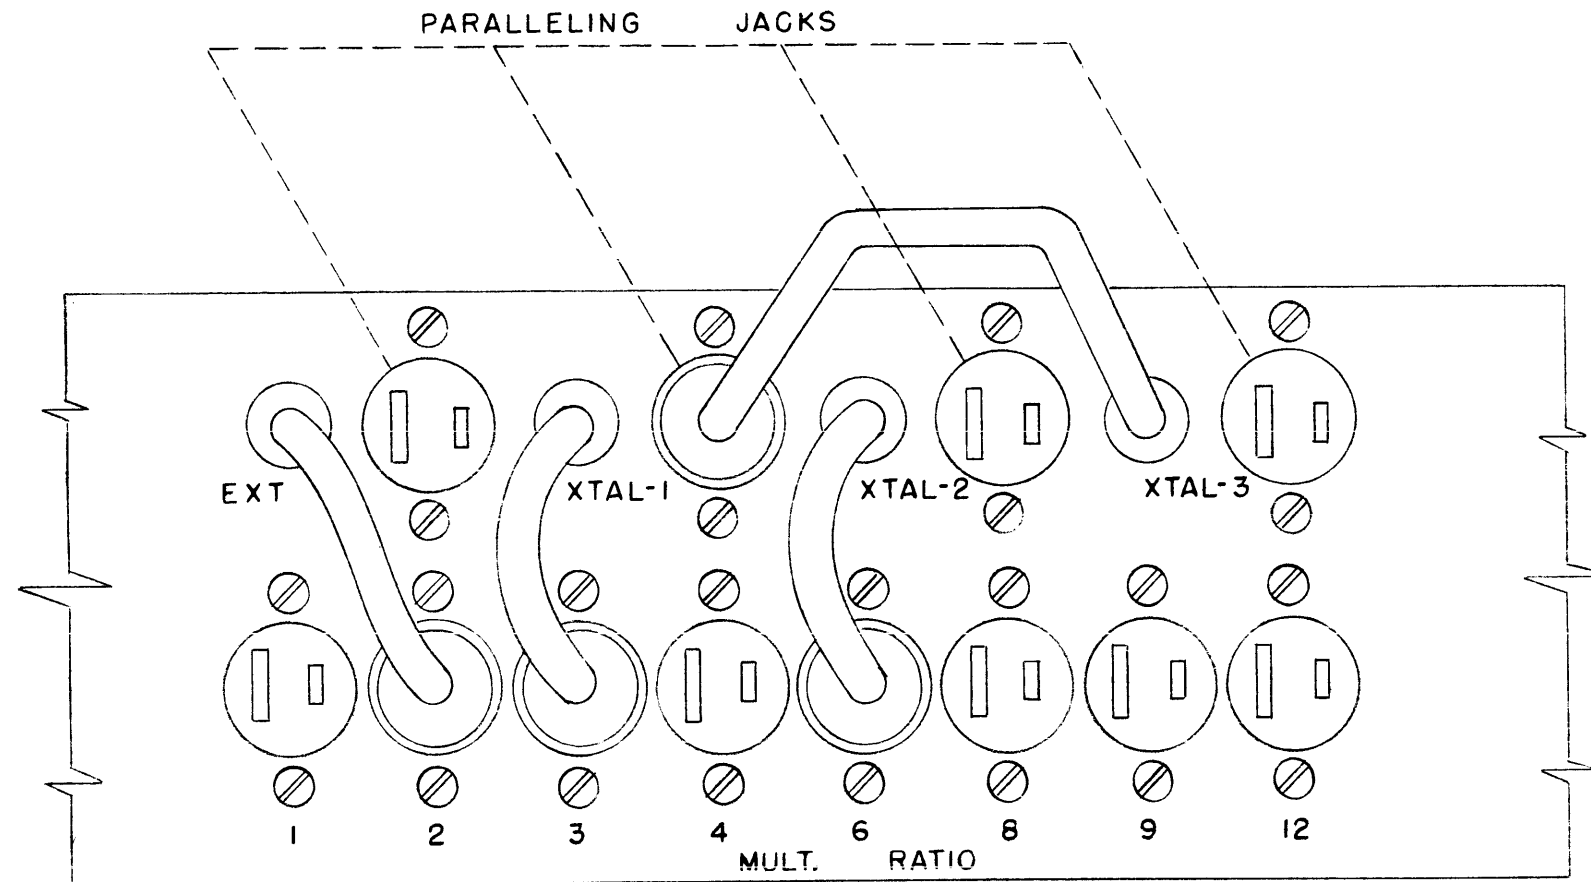 PARALLELING JACKS
EXT XTAL-1 XTAL-2 XTAL-3
1 2 3 4 6 8 9 12
MULT. RATIO